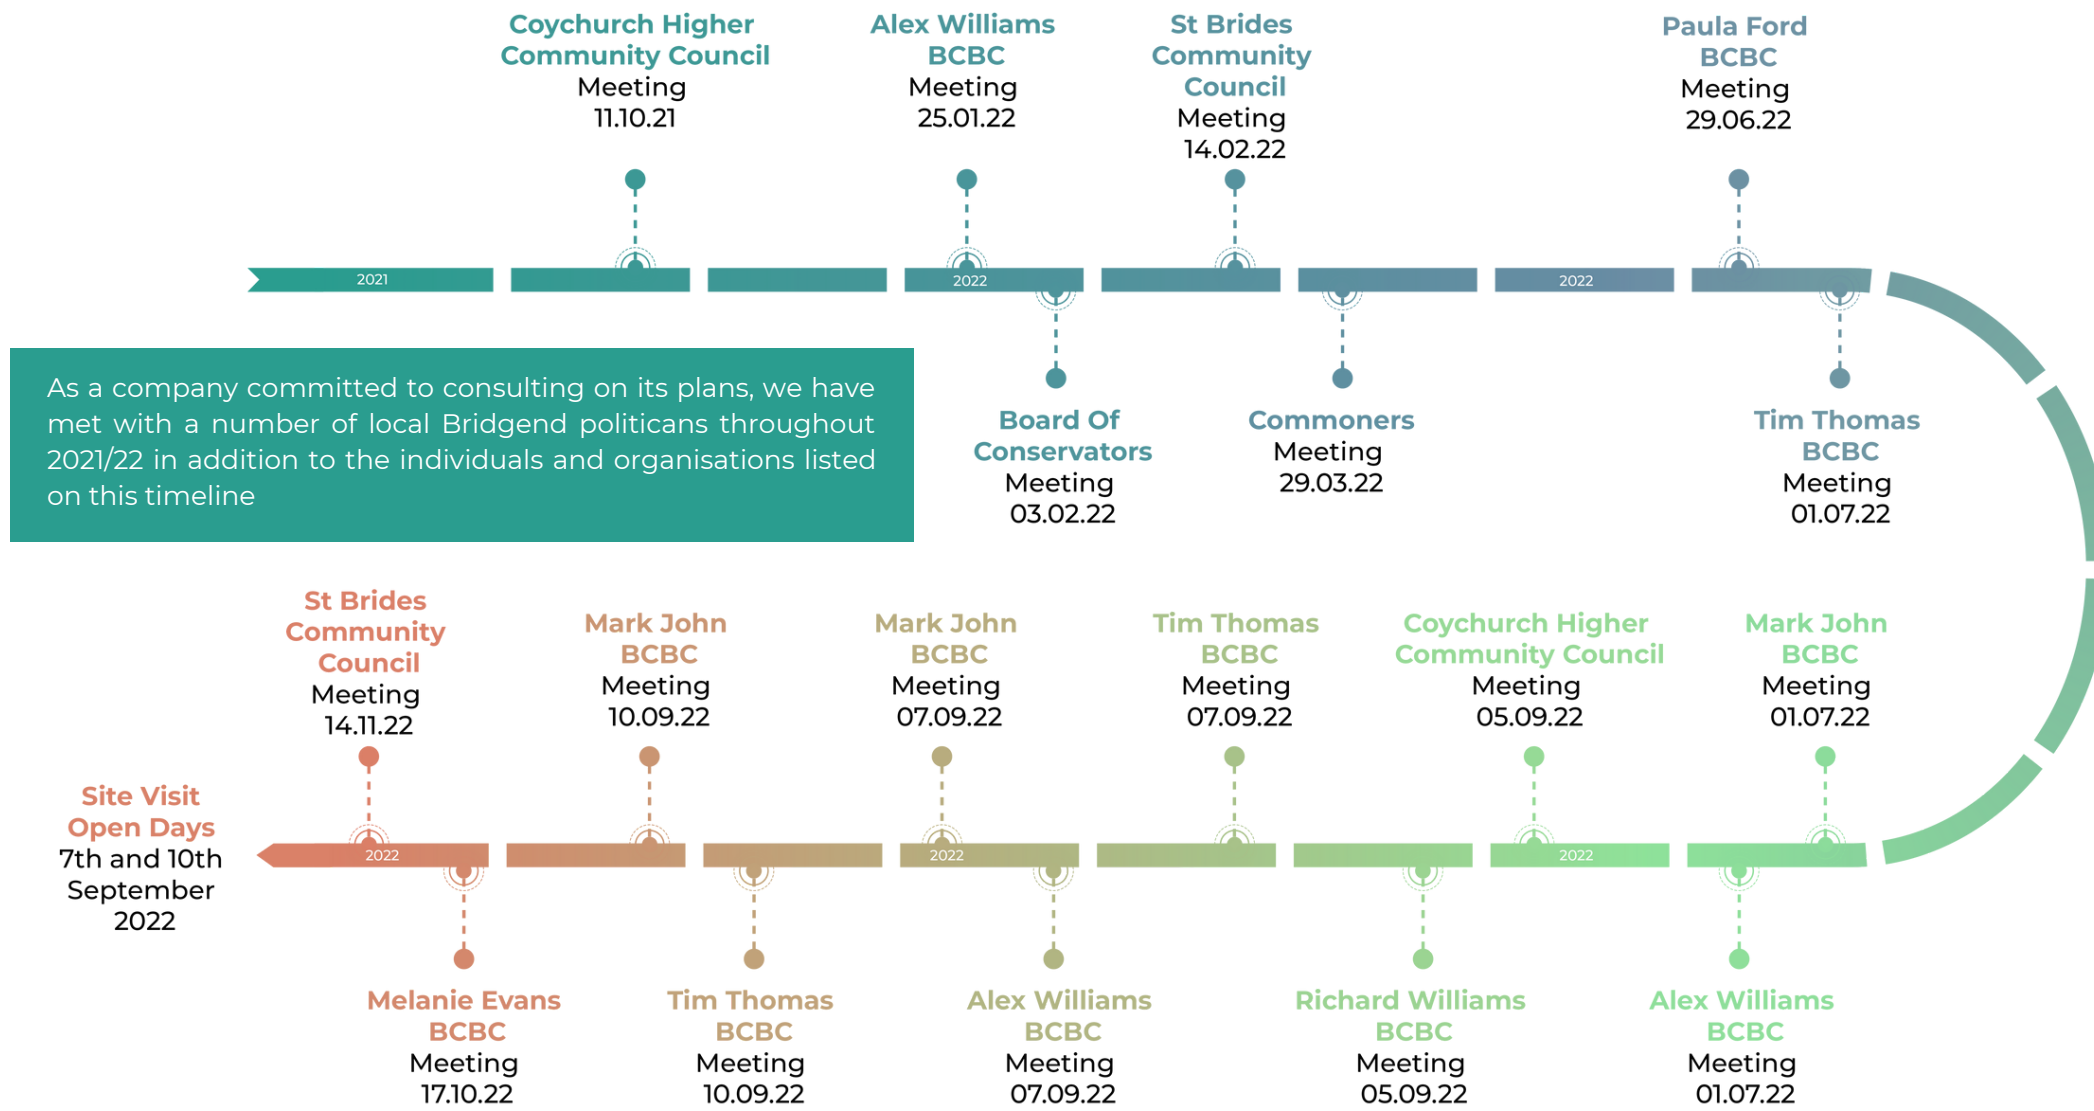 Coychurch Higher
Community Council
Meeting
11.10.21
Alex Williams
BCBC
Meeting
25.01.22
St Brides
Community
Council
Meeting
14.02.22
Paula Ford
BCBC
Meeting
29.06.22
2021
2022
2022
As a company committed to consulting on its plans, we have
met with a number of local Bridgend politicans throughout
2021/22 in addition to the individuals and organisations listed
on this timeline
Board Of
Conservators
Meeting
03.02.22
Commoners
Meeting
29.03.22
Tim Thomas
BCBC
Meeting
01.07.22
St Brides
Community
Council
Meeting
14.11.22
Mark John
BCBC
Meeting
10.09.22
Mark John
BCBC
Meeting
07.09.22
Tim Thomas
BCBC
Meeting
07.09.22
Coychurch Higher
Community Council
Meeting
05.09.22
Mark John
BCBC
Meeting
01.07.22
Site Visit
Open Days
7th and 10th
September
2022
2022
2022
2022
Melanie Evans
BCBC
Meeting
17.10.22
Tim Thomas
BCBC
Meeting
10.09.22
Alex Williams
BCBC
Meeting
07.09.22
Richard Williams
BCBC
Meeting
05.09.22
Alex Williams
BCBC
Meeting
01.07.22